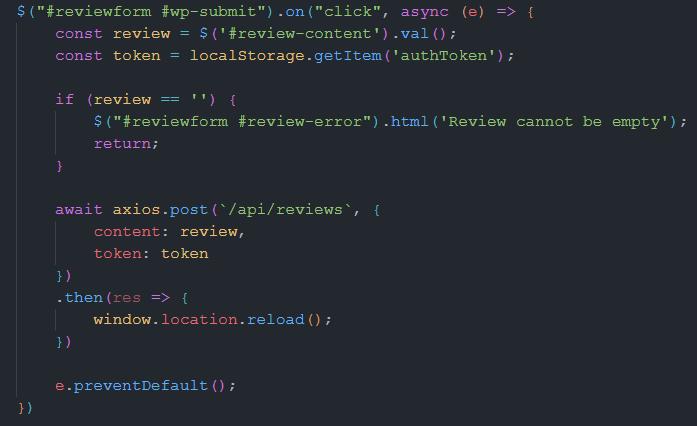 $("#reviewform #wp-submit").on("click", async (e) => {
    const review = $('#review-content').val();
    const token = localStorage.getItem('authToken');

    if (review == '') {
        $("#reviewform #review-error").html('Review cannot be empty');
        return;
    }

    await axios.post(`/api/reviews`, {
        content: review,
        token: token
    })
    .then(res => {
        window.location.reload();
    })

    e.preventDefault();
})